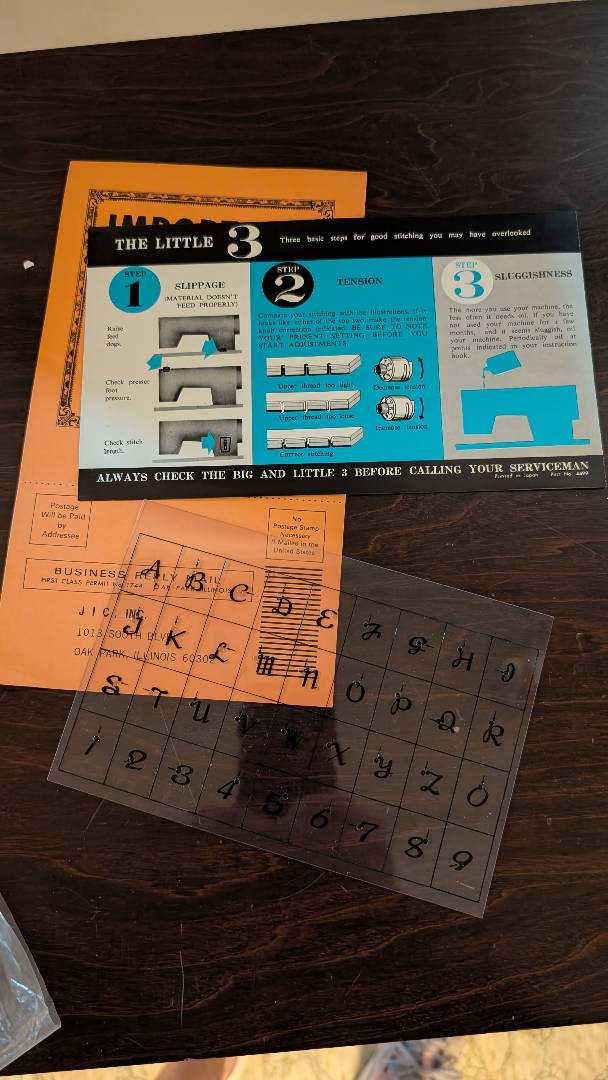 THE LITTLE 3 Three basic steps for good stitching you may have overlooked
STEP
1
SLIPPAGE
(MATERIAL DOESN'T
FEED PROPERLY)
Raise
feed
dogs.
Check presser
foot
pressure.
Check stitch
length.
STEP
2
TENSION
Compare your stitching with the illustrations. If it
looks like either of the top two, make the tension
knob correction indicated. BE SURE TO NOTE
YOUR PRESENT SETTING BEFORE YOU
START ADJUSTMENTS.
Upper thread too tight
Decrease tension
Upper thread too loose
Increase tension
Correct stitching
STEP
3
SLUGGISHNESS
The more you use your machine, the
less often it needs oil. If you have
not used your machine for a few
months, and it seems sluggish, oil
your machine. Periodically oil at
points indicated in your instruction
book.
ALWAYS CHECK THE BIG AND LITTLE 3 BEFORE CALLING YOUR SERVICEMAN
Printed in Japan Part No.
Postage
Will be Paid
by
Addressee
No
Postage Stamp
Necessary
If Mailed in the
United States
BUSINESS REPLY MAIL
FIRST CLASS PERMIT No. 1744 OAK PARK, ILLINOIS
J I C, INC.
1013 SOUTH BLVD.
OAK PARK, ILLINOIS 60302
A B C D E F G H I
J K L M N O P Q R
S T U V W X Y Z 0
1 2 3 4 5 6 7 8 9